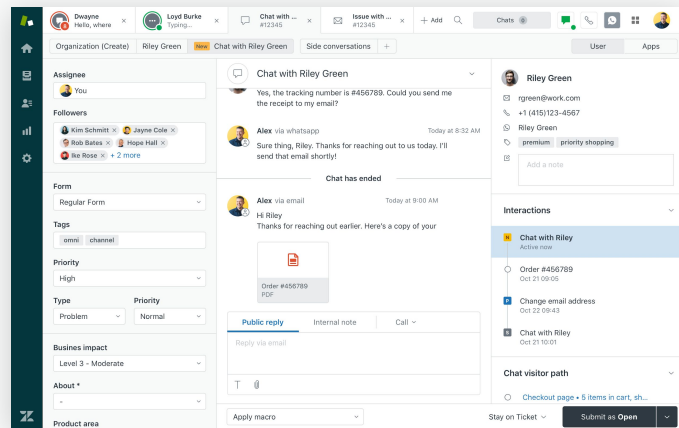 Dwayne
Hello, where
Loyd Burke
Typing...
Chat with ...
#12345
Issue with ...
#12345
+ Add
Chats
Organization (Create)
Riley Green
New
Chat with Riley Green
Side conversations
+
User
Apps
Assignee
You
Followers
Kim Schmitt ×
Jayne Cole ×
Rob Bates ×
Hope Hall ×
Ike Rose ×
+ 2 more
Form
Regular Form
Tags
omni
channel
Priority
High
Type
Priority
Problem
Normal
Busines impact
Level 3 - Moderate
About *
-
Product area
Chat with Riley Green
Yes, the tracking number is #456789. Could you send me
the receipt to my email?
Alex via whatsapp
Today at 8:32 AM
Sure thing, Riley. Thanks for reaching out to us today. I'll
send that email shortly!
Chat has ended
Alex via email
Today at 9:00 AM
Hi Riley
Thanks for reaching out earlier. Here's a copy of your
Order #456789
PDF
Public reply
Internal note
Call
Reply via email
T
Apply macro
Stay on Ticket
Submit as Open
Riley Green
rgreen@work.com
+1 (415)123-4567
Riley Green
premium
priority shopping
Add a note
Interactions
N
Chat with Riley
Active now
Order #456789
Oct 21 09:05
P
Change email address
Oct 22 09:43
S
Chat with Riley
Oct 21 10:01
Chat visitor path
Checkout page • 5 items in cart, sh...